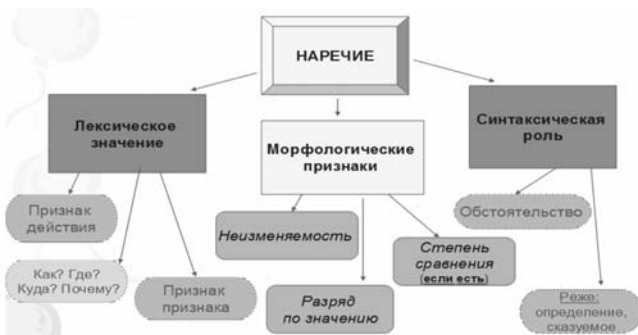 НАРЕЧИЕ
Лексическое
значение
Морфологические
признаки
Синтаксическая
роль
Признак
действия
Как? Где?
Куда? Почему?
Признак
признака
Неизменяемость
Разряд
по значению
Степень
сравнения
(если есть)
Обстоятельство
Реже:
определение,
сказуемое